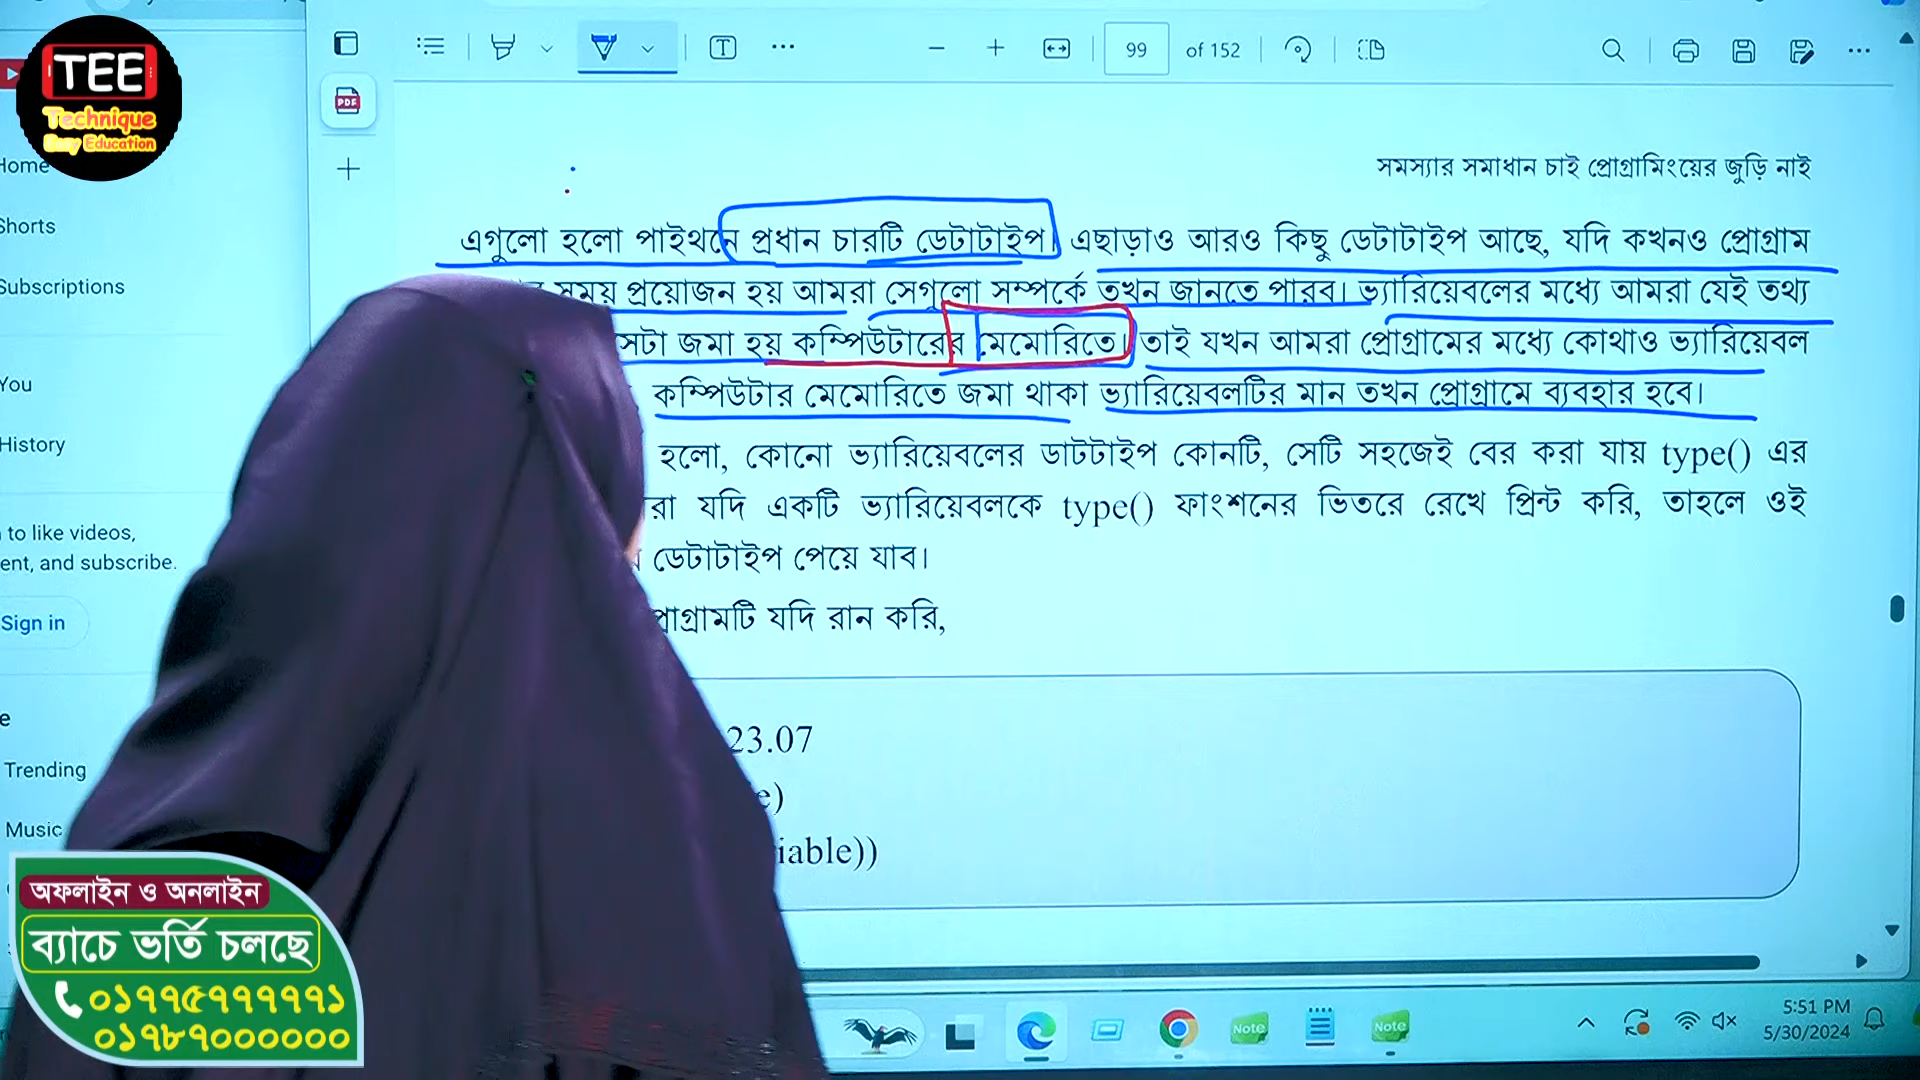 TEE
Technique
Easy Education
Home
Shorts
Subscriptions
You
History
to like videos,
ent, and subscribe.
Sign in
Trending
Music
99 of 152
PDF
সমস্যার সমাধান চাই প্রোগ্রামিংয়ের জুড়ি নাই
এগুলো হলো পাইথনে প্রধান চারটি ডেটাটাইপ। এছাড়াও আরও কিছু ডেটাটাইপ আছে, যদি কখনও প্রোগ্রাম
সময় প্রয়োজন হয় আমরা সেগুলো সম্পর্কে তখন জানতে পারব। ভ্যারিয়েবলের মধ্যে আমরা যেই তথ্য
সেটা জমা হয় কম্পিউটারের মেমোরিতে। তাই যখন আমরা প্রোগ্রামের মধ্যে কোথাও ভ্যারিয়েবল
কম্পিউটার মেমোরিতে জমা থাকা ভ্যারিয়েবলটির মান তখন প্রোগ্রামে ব্যবহার হবে।
হলো, কোনো ভ্যারিয়েবলের ডাটটাইপ কোনটি, সেটি সহজেই বের করা যায় type() এর
রা যদি একটি ভ্যারিয়েবলকে type() ফাংশনের ভিতরে রেখে প্রিন্ট করি, তাহলে ওই
ডেটাটাইপ পেয়ে যাব।
প্রোগ্রামটি যদি রান করি,
23.07
e)
iable))
অফলাইন ও অনলাইন
ব্যাচে ভর্তি চলছে
০১৭৭৫৭৭৭৭৭১
০১৭৮৭০০০০০০
Note
Note
5:51 PM
5/30/2024